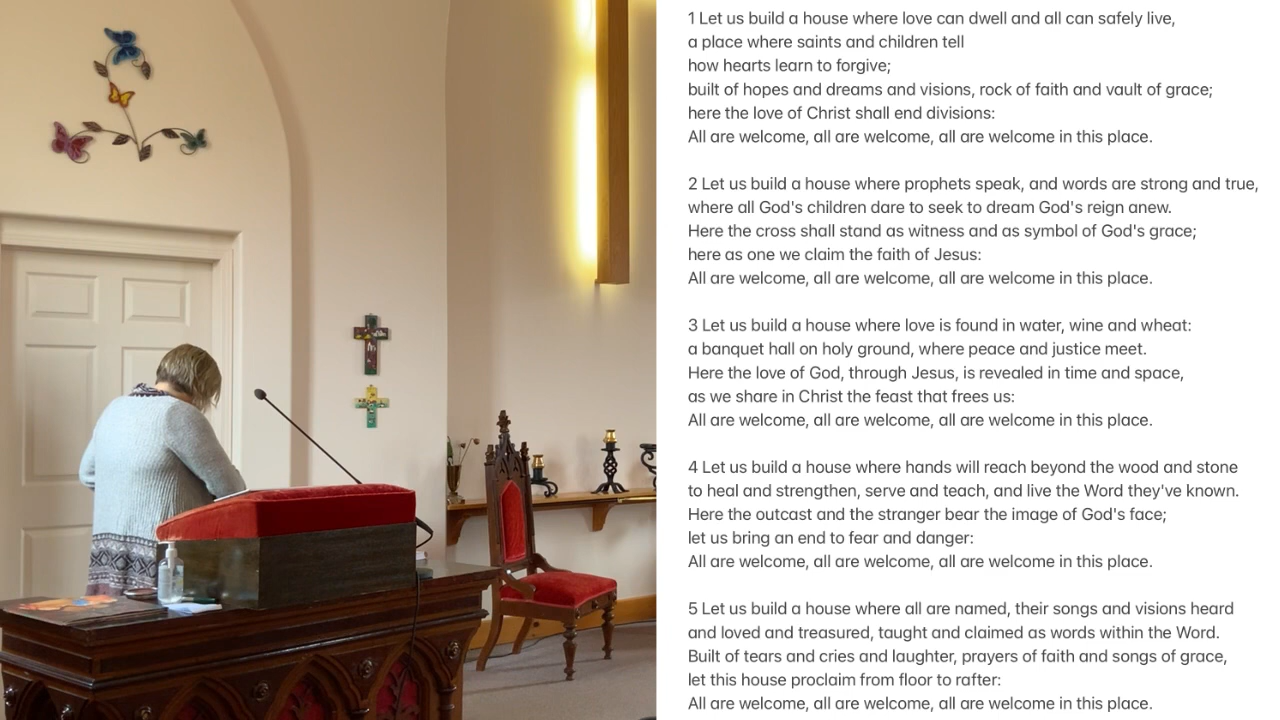 1 Let us build a house where love can dwell and all can safely live,
a place where saints and children tell
how hearts learn to forgive;
built of hopes and dreams and visions, rock of faith and vault of grace;
here the love of Christ shall end divisions:
All are welcome, all are welcome, all are welcome in this place.
2 Let us build a house where prophets speak, and words are strong and true,
where all God's children dare to seek to dream God's reign anew.
Here the cross shall stand as witness and as symbol of God's grace;
here as one we claim the faith of Jesus:
All are welcome, all are welcome, all are welcome in this place.
3 Let us build a house where love is found in water, wine and wheat:
a banquet hall on holy ground, where peace and justice meet.
Here the love of God, through Jesus, is revealed in time and space,
as we share in Christ the feast that frees us:
All are welcome, all are welcome, all are welcome in this place.
4 Let us build a house where hands will reach beyond the wood and stone
to heal and strengthen, serve and teach, and live the Word they've known.
Here the outcast and the stranger bear the image of God's face;
let us bring an end to fear and danger:
All are welcome, all are welcome, all are welcome in this place.
5 Let us build a house where all are named, their songs and visions heard
and loved and treasured, taught and claimed as words within the Word.
Built of tears and cries and laughter, prayers of faith and songs of grace,
let this house proclaim from floor to rafter:
All are welcome, all are welcome, all are welcome in this place.